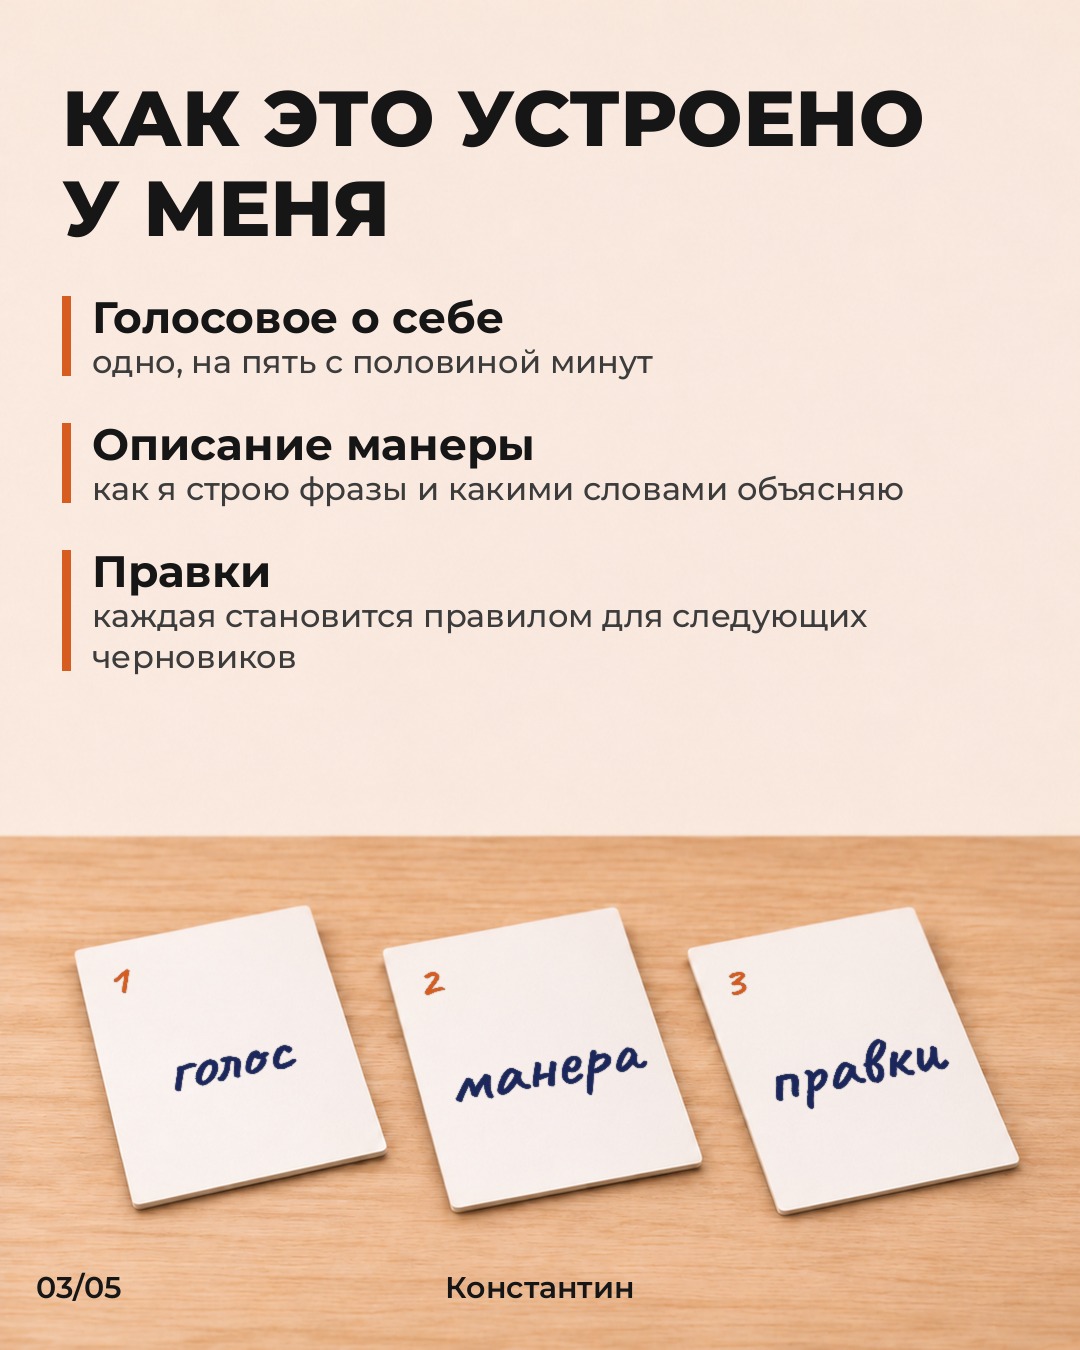 КАК ЭТО УСТРОЕНО
У МЕНЯ
Голосовое о себе
одно, на пять с половиной минут
Описание манеры
как я строю фразы и какими словами объясняю
Правки
каждая становится правилом для следующих
черновиков
1
голос
2
манера
3
правки
03/05
Константин